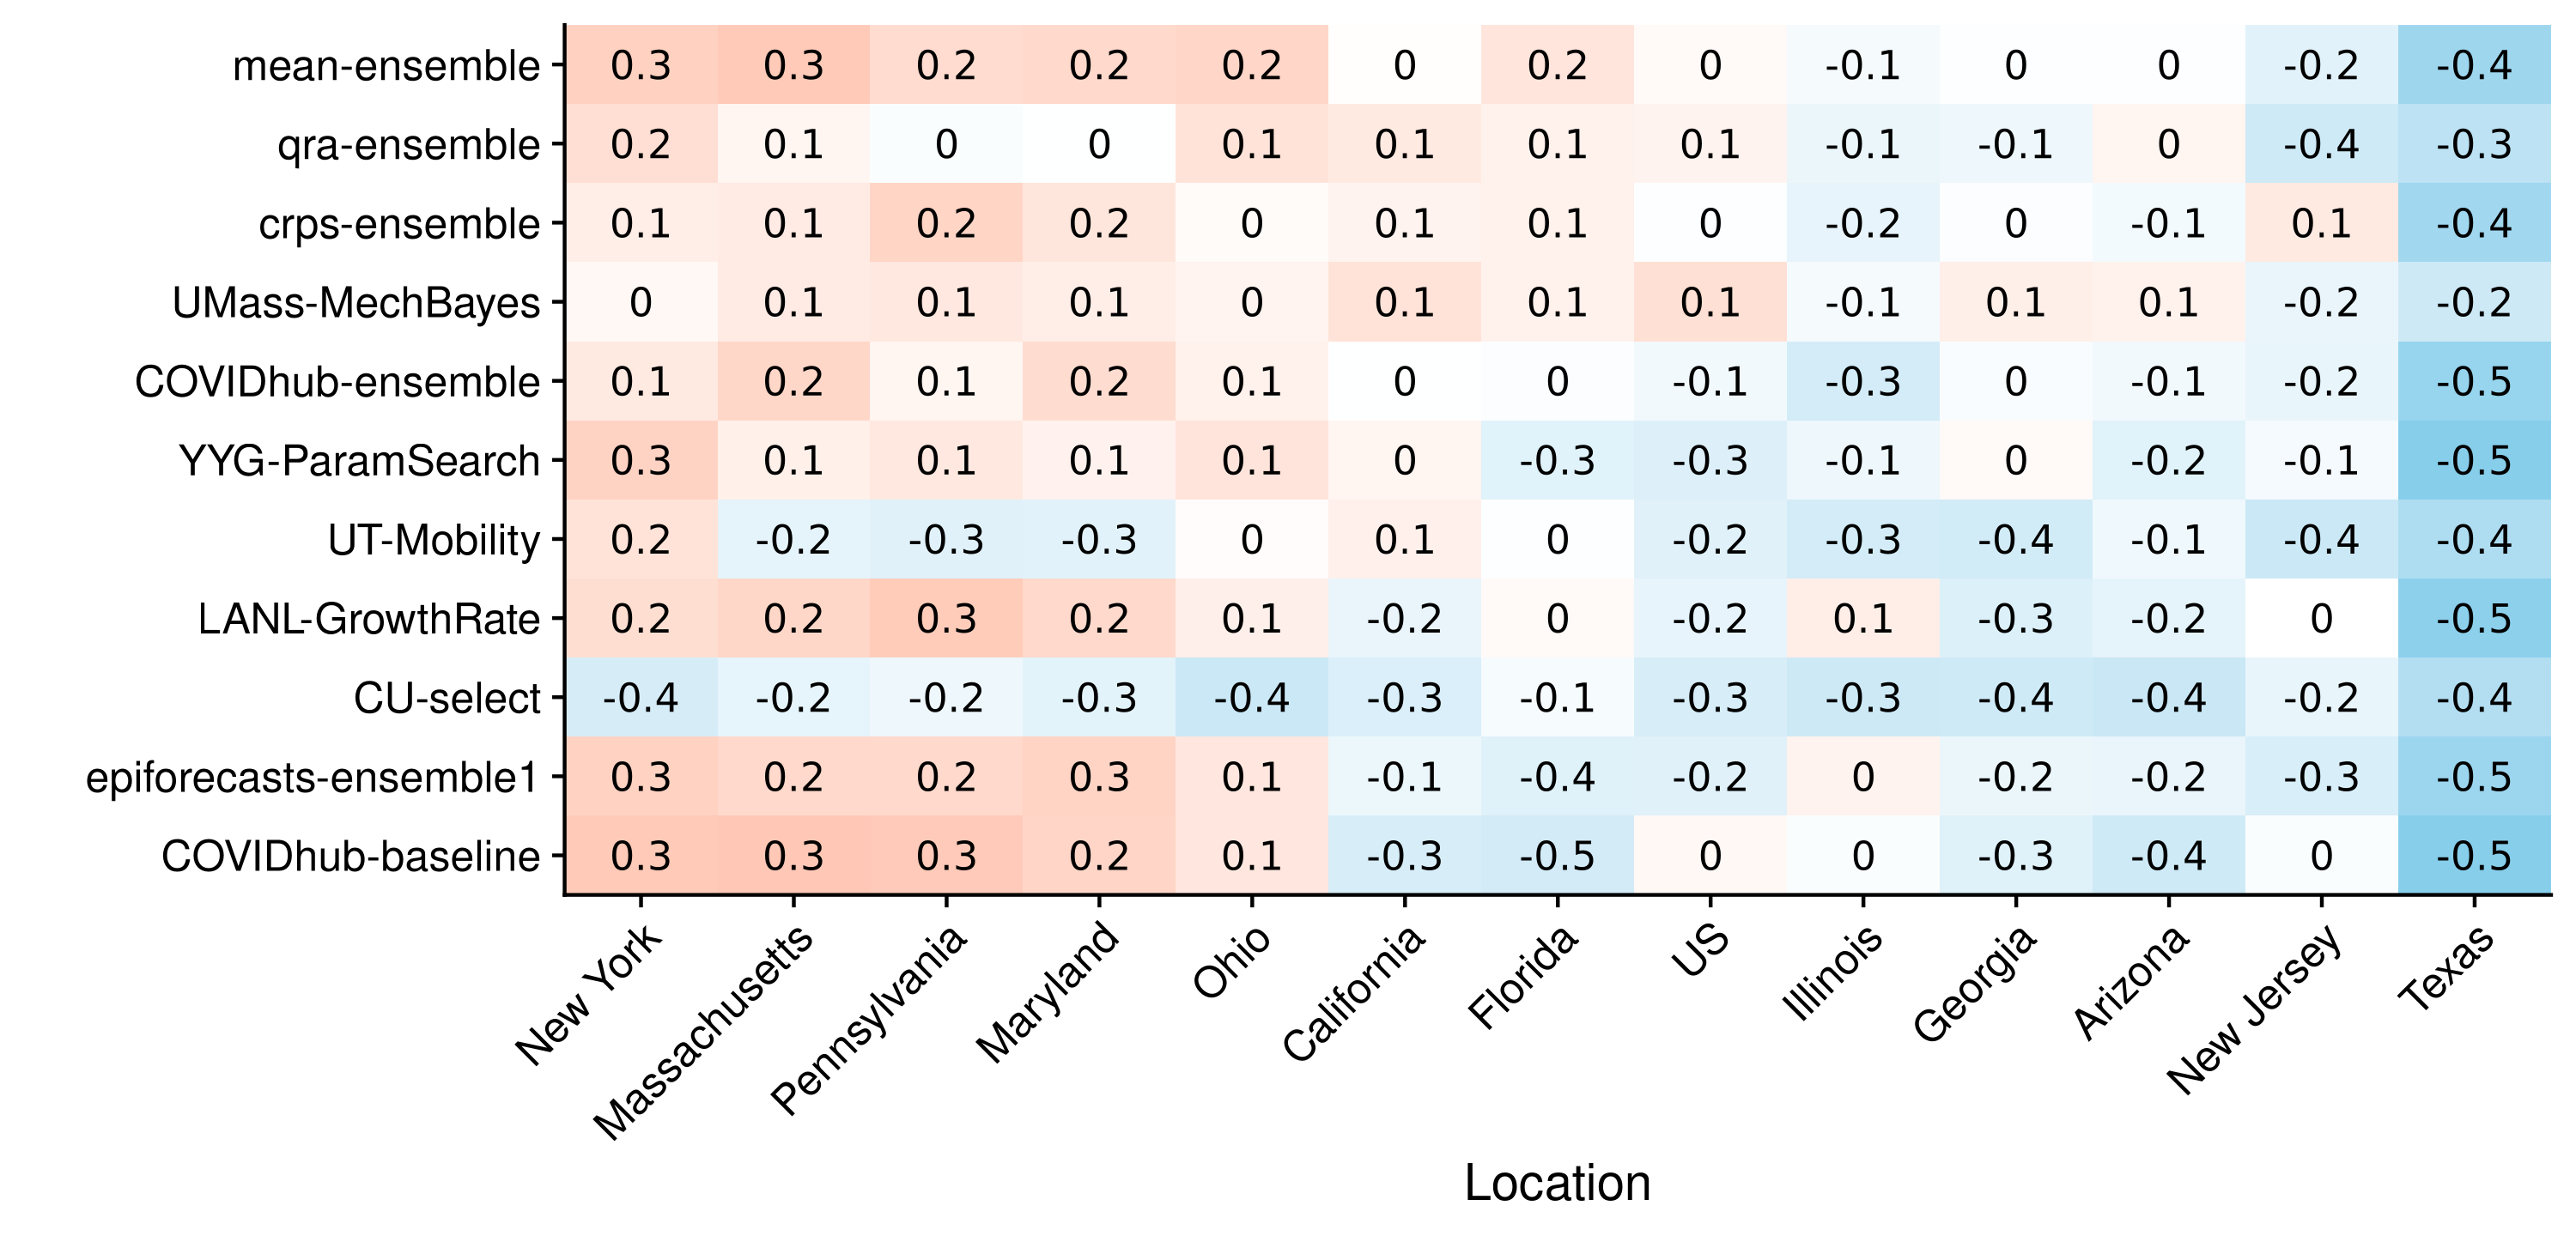 mean-ensemble 0.3 0.3 0.2 0.2 0.2 0 0.2 0 -0.1 0 0 -0.2 -0.4
qra-ensemble 0.2 0.1 0 0 0.1 0.1 0.1 0.1 -0.1 -0.1 0 -0.4 -0.3
crps-ensemble 0.1 0.1 0.2 0.2 0 0.1 0.1 0 -0.2 0 -0.1 0.1 -0.4
UMass-MechBayes 0 0.1 0.1 0.1 0 0.1 0.1 0.1 -0.1 0.1 0.1 -0.2 -0.2
COVIDhub-ensemble 0.1 0.2 0.1 0.2 0.1 0 0 -0.1 -0.3 0 -0.1 -0.2 -0.5
YYG-ParamSearch 0.3 0.1 0.1 0.1 0.1 0 -0.3 -0.3 -0.1 0 -0.2 -0.1 -0.5
UT-Mobility 0.2 -0.2 -0.3 -0.3 0 0.1 0 -0.2 -0.3 -0.4 -0.1 -0.4 -0.4
LANL-GrowthRate 0.2 0.2 0.3 0.2 0.1 -0.2 0 -0.2 0.1 -0.3 -0.2 0 -0.5
CU-select -0.4 -0.2 -0.2 -0.3 -0.4 -0.3 -0.1 -0.3 -0.3 -0.4 -0.4 -0.2 -0.4
epiforecasts-ensemble1 0.3 0.2 0.2 0.3 0.1 -0.1 -0.4 -0.2 0 -0.2 -0.2 -0.3 -0.5
COVIDhub-baseline 0.3 0.3 0.3 0.2 0.1 -0.3 -0.5 0 0 -0.3 -0.4 0 -0.5
New York Massachusetts Pennsylvania Maryland Ohio California Florida US Illinois Georgia Arizona New Jersey Texas
Location